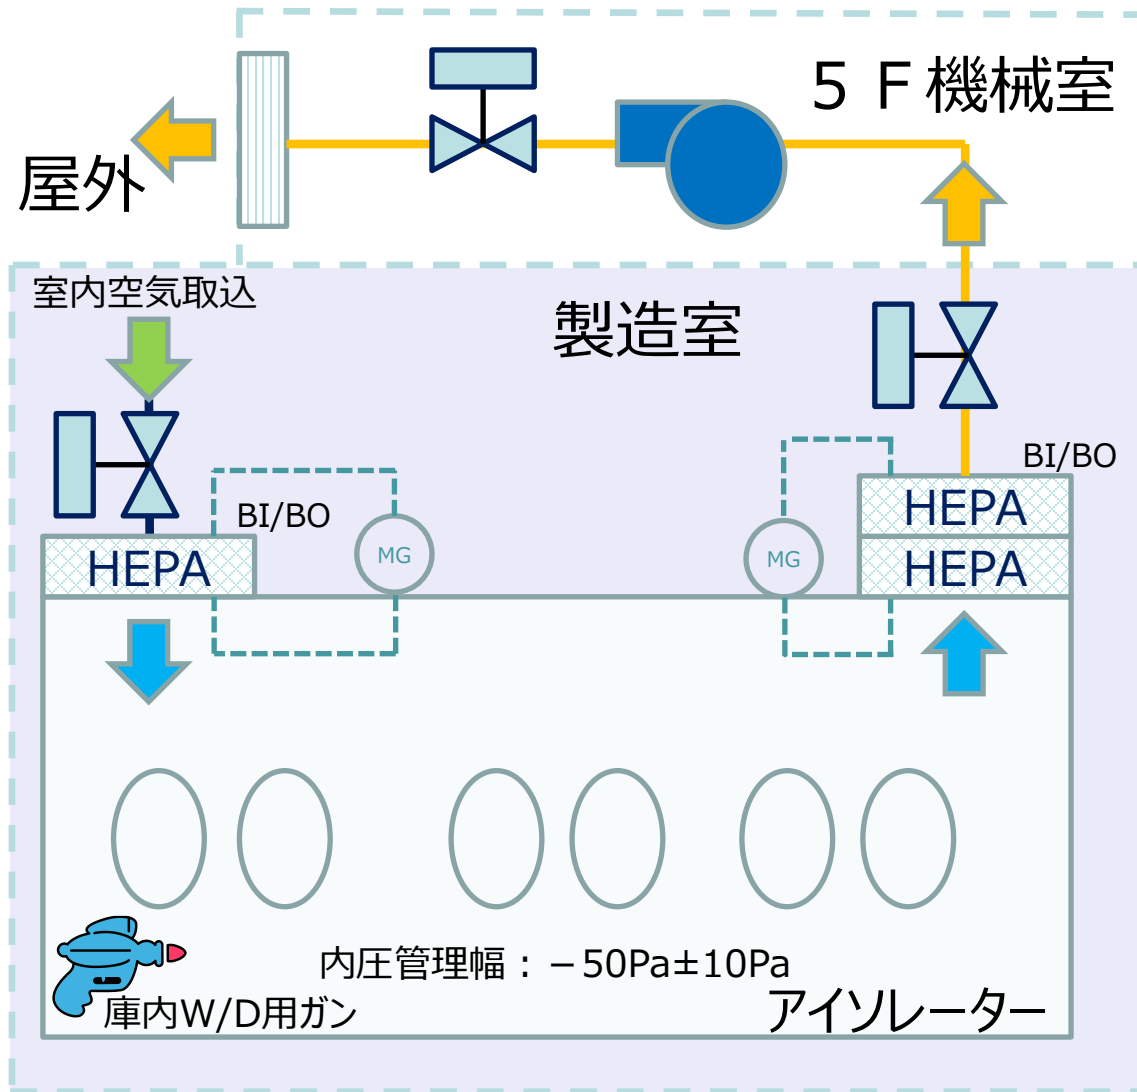 ５Ｆ機械室
屋外
室内空気取込
製造室
BI/BO
BI/BO
HEPA
HEPA
HEPA
MG
MG
内圧管理幅：－50Pa±10Pa
庫内W/D用ガン
アイソレーター